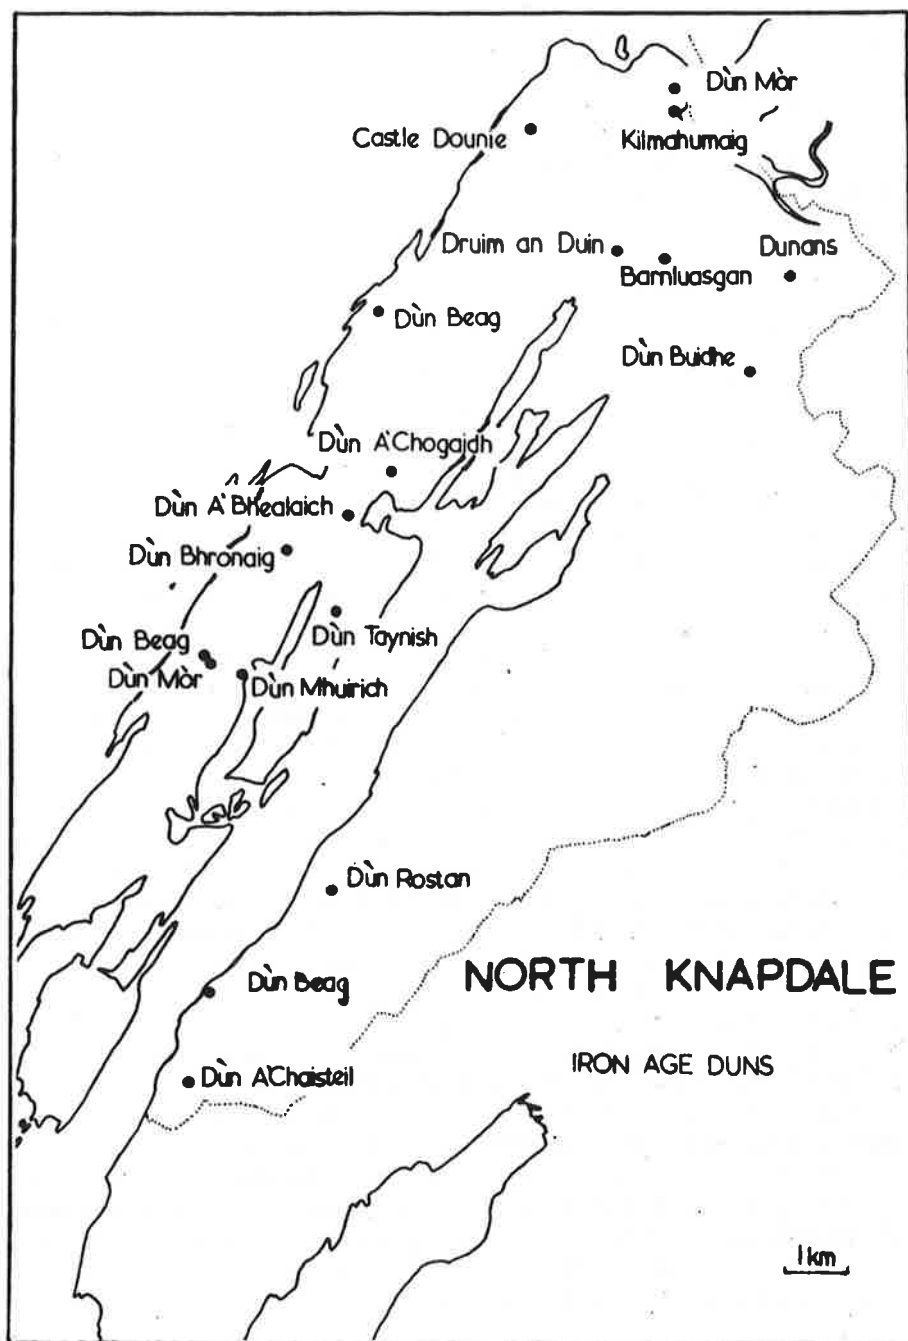 Dùn Mòr
Castle Dounie
Kilmahumaig
Druim an Duin
Dunans
Barnluasgan
Dùn Beag
Dùn Buidhe
Dùn A'Chogaidh
Dùn A'Bhealaich
Dùn Bhronaig
Dùn Taynish
Dùn Beag
Dùn Mòr
Dùn Mhuirich
Dùn Rostan
NORTH KNAPDALE
Dùn Beag
IRON AGE DUNS
Dùn A'Chaisteil
1km